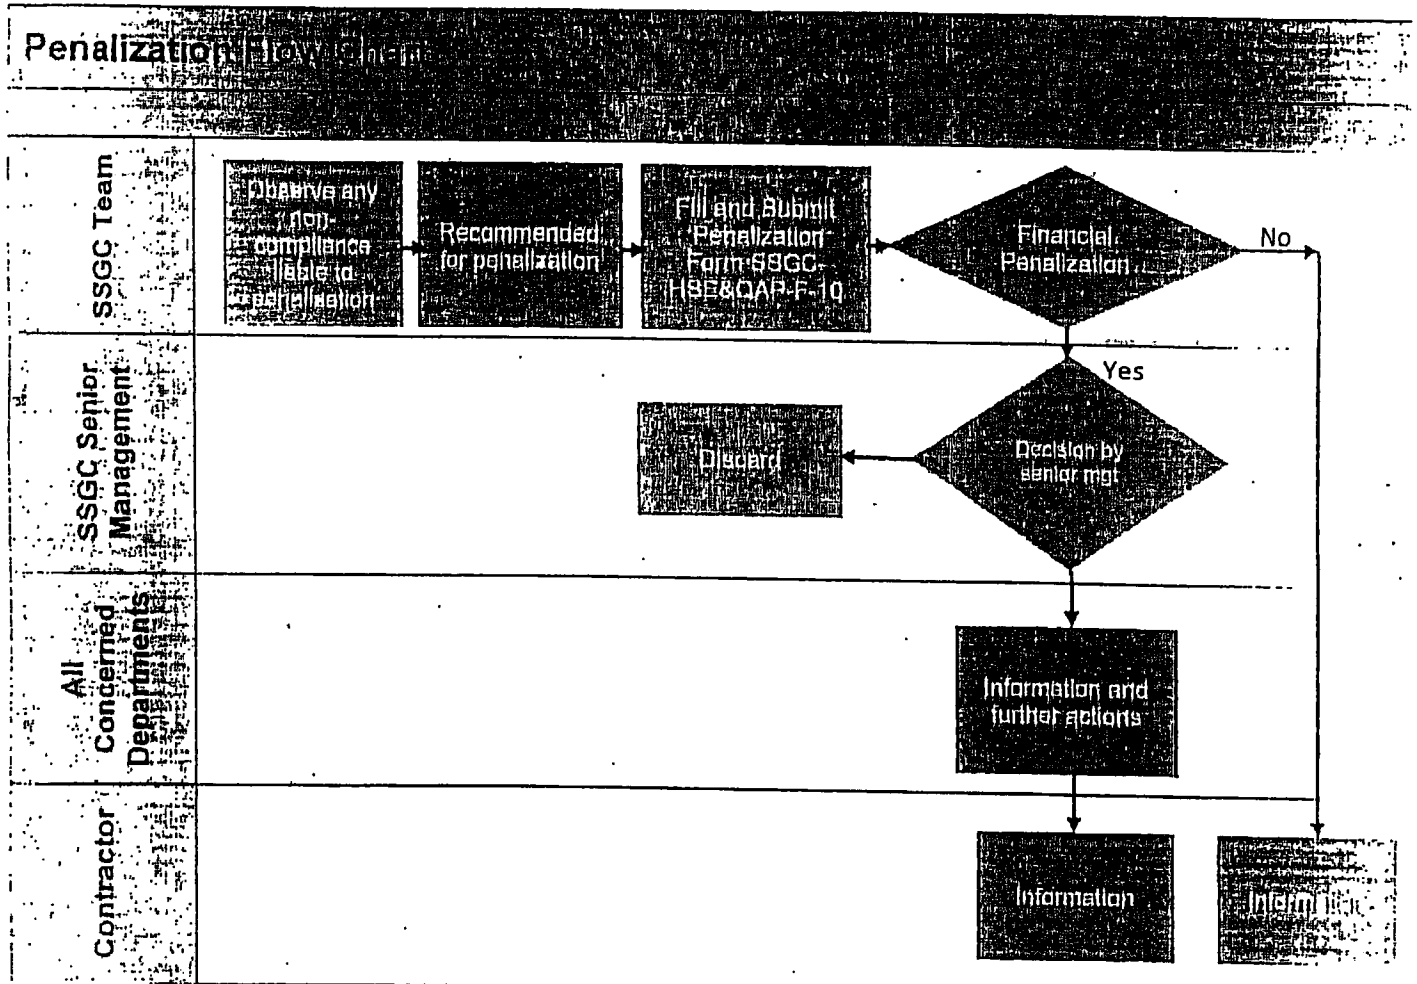 Penalization Flow Chart
SSGC Team
Observe any
non-
compliance
liable to
penalization
Recommended
for penalization
Fill and Submit
Penalization
Form SSGC-
HSE&QAP-F-10
Financial
Penalization
No
SSGC Senior
Management
Yes
Discard
Decision by
senior mgt
All
Concerned
Departments
Information and
further actions
Contractor
Information
Information